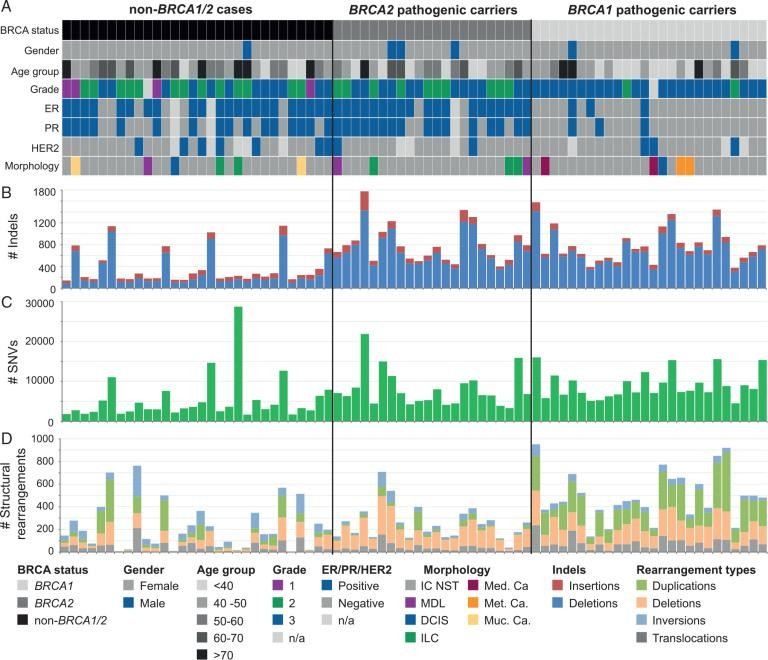 A
non-BRCA1/2 cases BRCA2 pathogenic carriers BRCA1 pathogenic carriers
BRCA status
Gender
Age group
Grade
ER
PR
HER2
Morphology
B
# Indels
1800
1200
800
400
0
C
# SNVs
30000
20000
10000
0
D
# Structural
rearrangements
1000
800
600
400
200
0
BRCA status
BRCA1
BRCA2
non-BRCA1/2
Gender
Female
Male
Age group
<40
40 -50
50-60
60-70
>70
Grade
1
2
3
n/a
ER/PR/HER2
Positive
Negative
n/a
Morphology
IC NST
MDL
DCIS
ILC
Med. Ca
Met. Ca.
Muc. Ca.
Indels
Insertions
Deletions
Rearrangement types
Duplications
Deletions
Inversions
Translocations